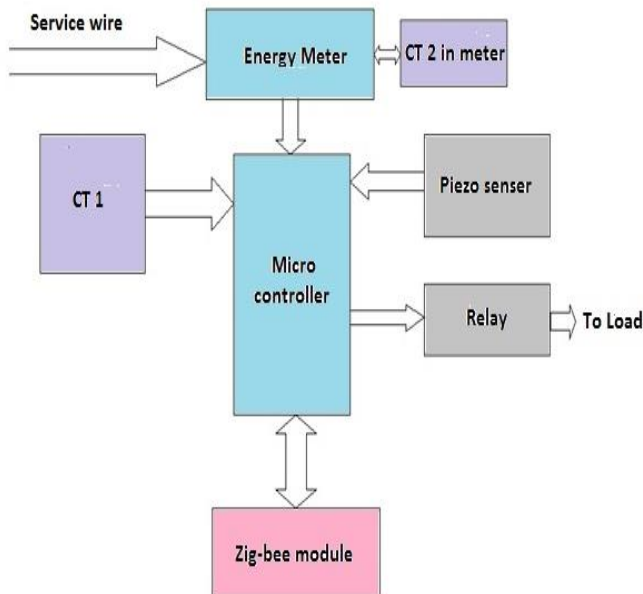 Service wire
Energy Meter
CT 2 in meter
CT 1
Piezo senser
Micro
controller
Relay
To Load
Zig-bee module